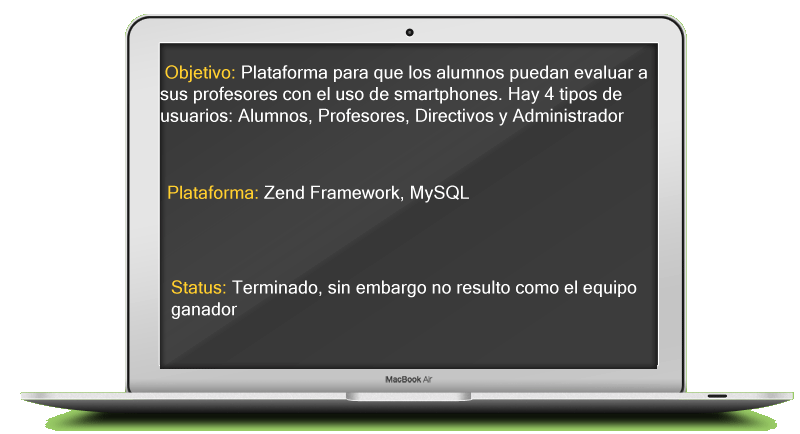 Objetivo: Plataforma para que los alumnos puedan evaluar a
sus profesores con el uso de smartphones. Hay 4 tipos de
usuarios: Alumnos, Profesores, Directivos y Administrador
Plataforma: Zend Framework, MySQL
Status: Terminado, sin embargo no resulto como el equipo
ganador
MacBook Air